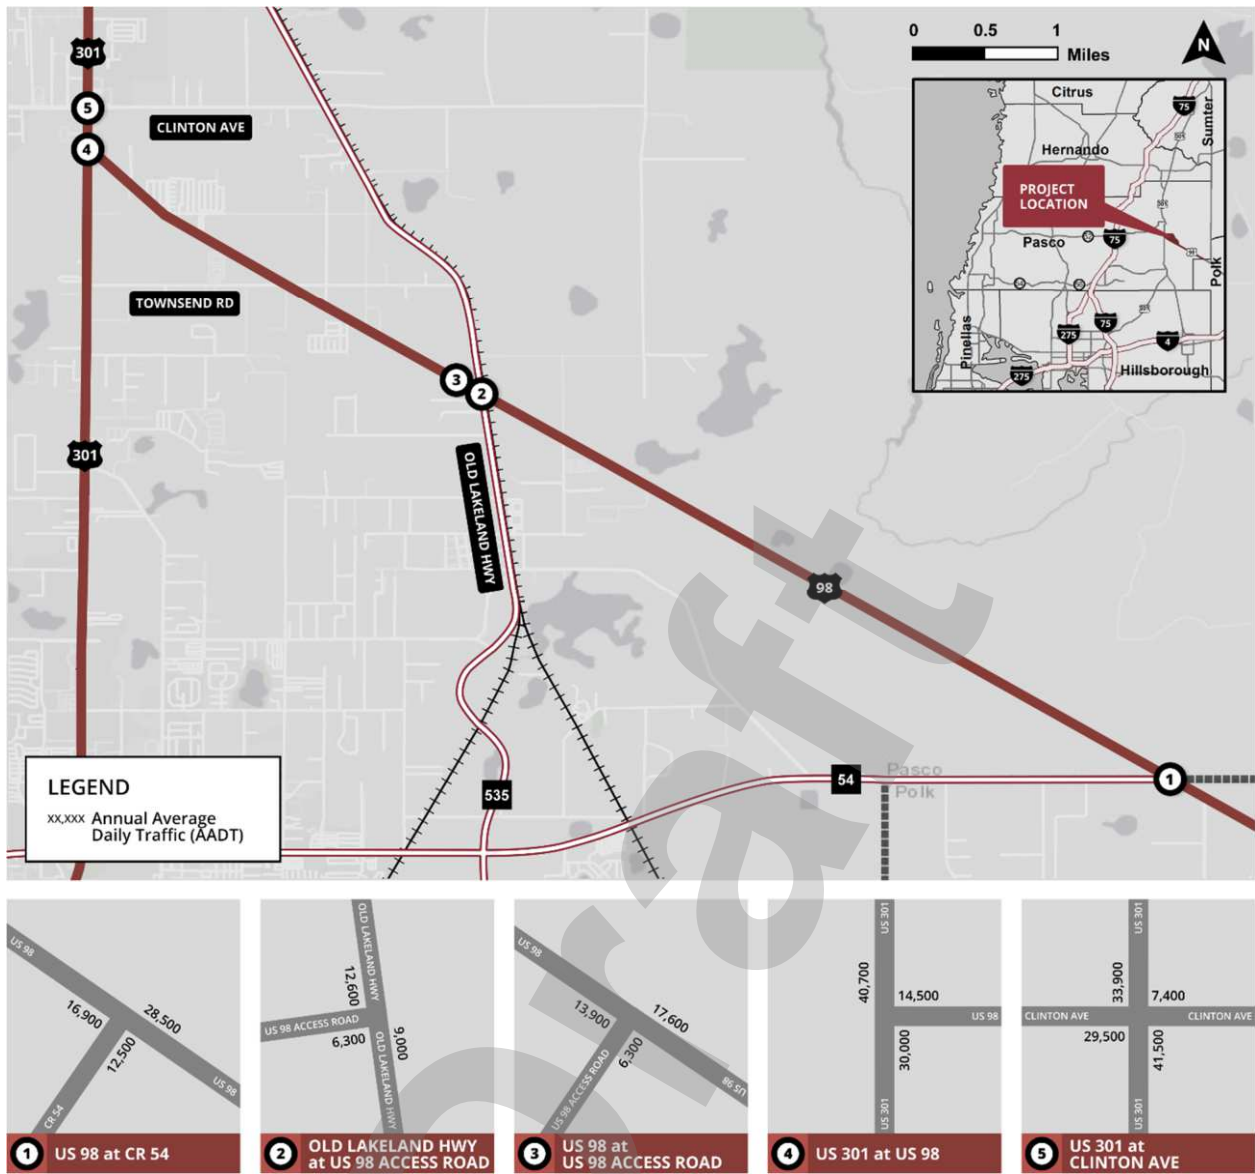 301
5
4
CLINTON AVE
TOWNSEND RD
3
2
301
OLD LAKELAND HWY
98
54
535
Pasco
Polk
1
0 0.5 1
Miles
N
Citrus
75
Sumter
Hernando
PROJECT
LOCATION
Pasco
75
Polk
Pinellas
275
75
4
275
Hillsborough
LEGEND
xx,xxx Annual Average
Daily Traffic (AADT)
Draft
US 98
16,900
28,500
12,500
CR 54
US 98
1 US 98 at CR 54
OLD LAKELAND HWY
12,600
US 98 ACCESS ROAD
6,300
9,000
OLD LAKELAND HWY
2 OLD LAKELAND HWY
at US 98 ACCESS ROAD
US 98
13,900
17,600
6,300
US 98 ACCESS ROAD
US 98
3 US 98 at
US 98 ACCESS ROAD
US 301
40,700
14,500
US 98
30,000
US 301
4 US 301 at US 98
US 301
33,900
7,400
CLINTON AVE
CLINTON AVE
29,500
41,500
US 301
5 US 301 at
CLINTON AVE